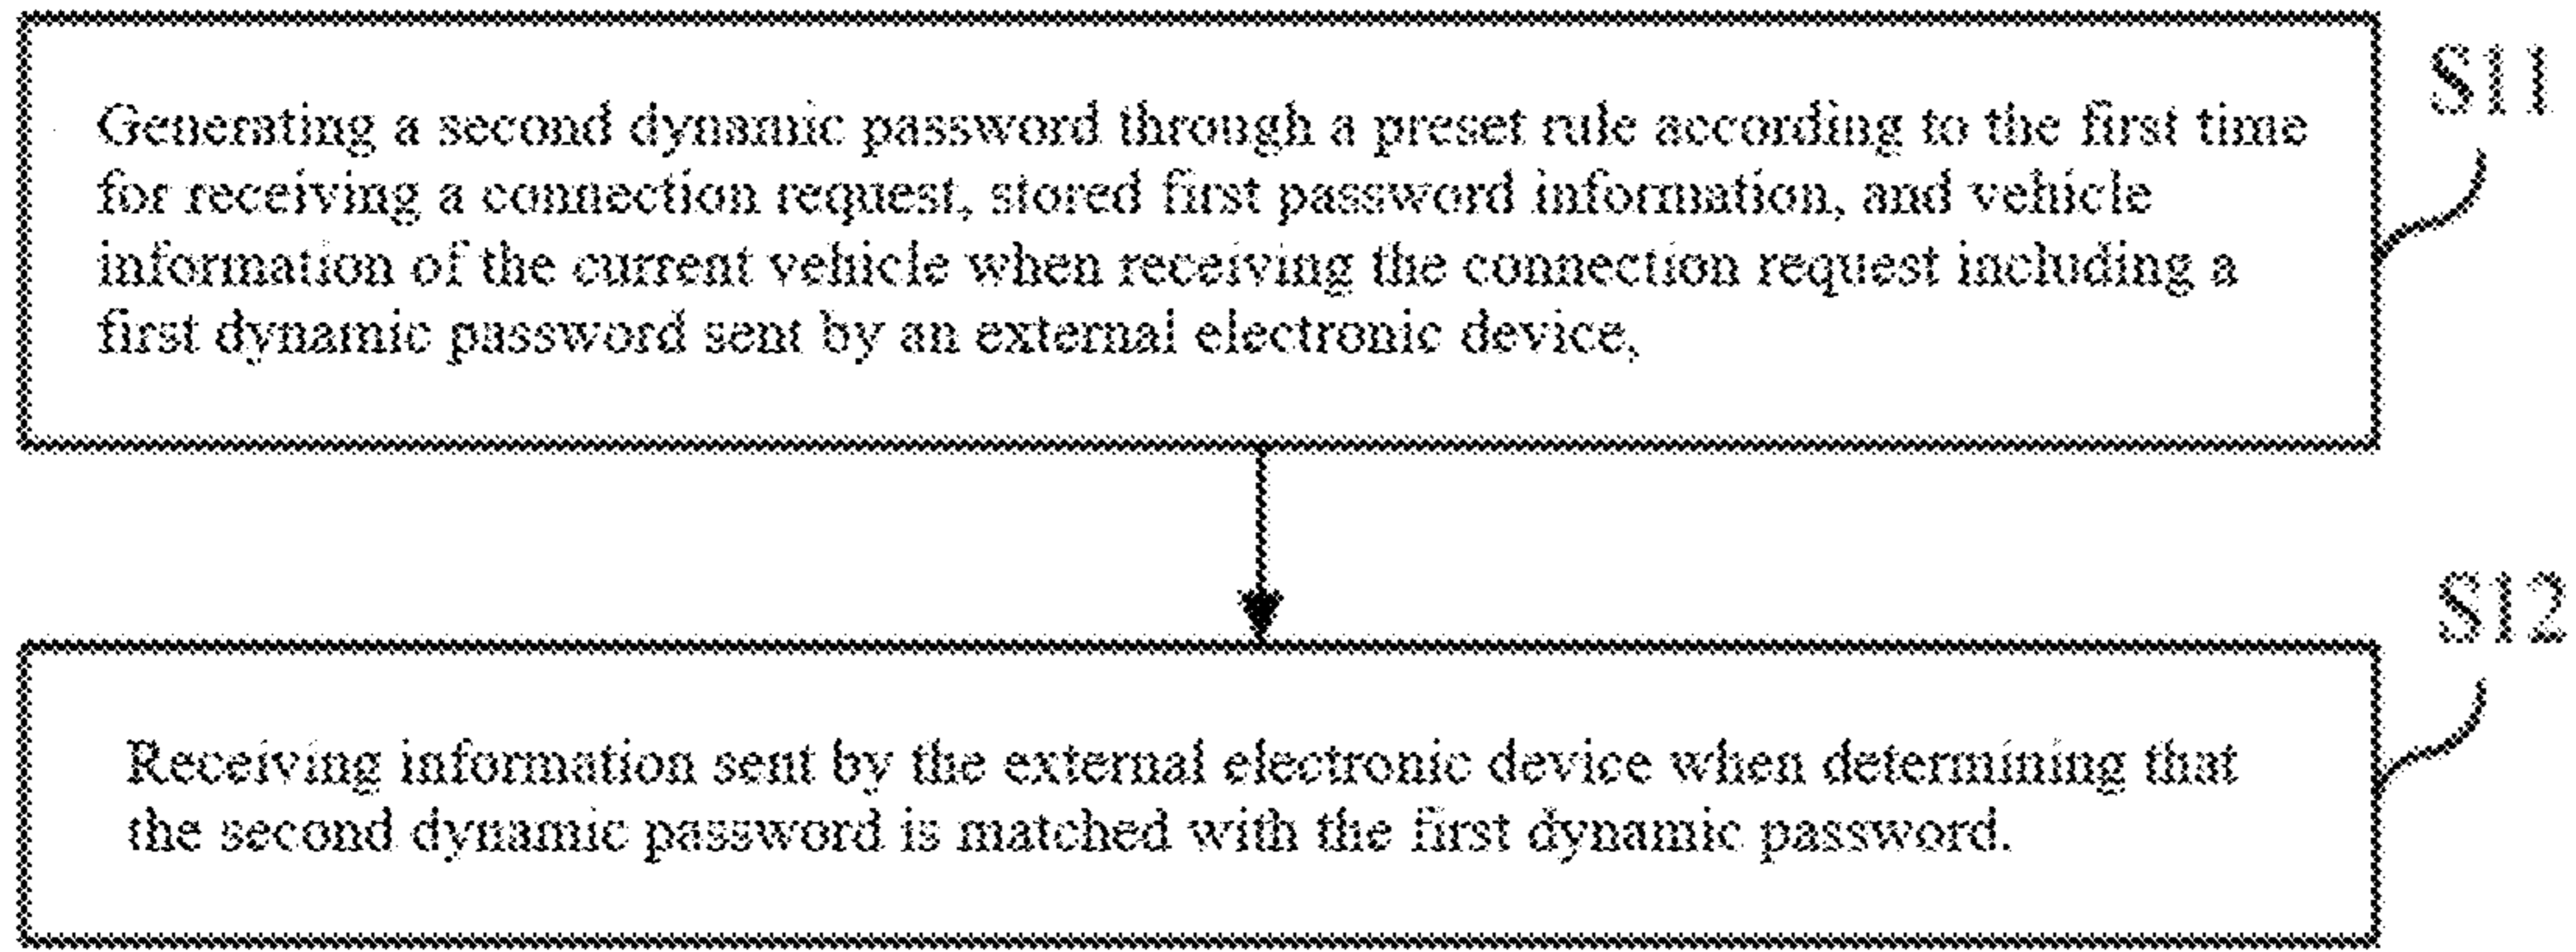 Generating a second dynamic password through a preset rule according to the first time
for receiving a connection request, stored first password information, and vehicle
information of the current vehicle when receiving the connection request including a
first dynamic password sent by an external electronic device,
S11
Receiving information sent by the external electronic device when determining that
the second dynamic password is matched with the first dynamic password.
S12